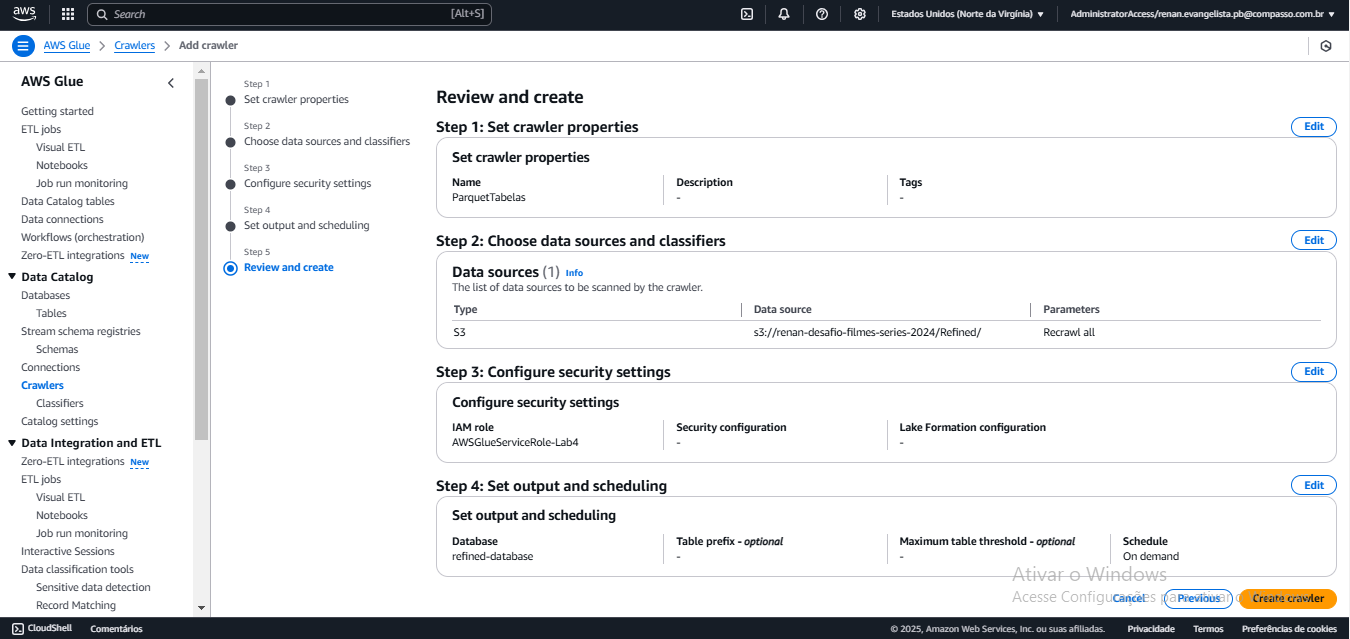 aws
Search
[Alt+S]
Estados Unidos (Norte da Virgínia)
AdministratorAccess/renan.evangelista.pb@compasso.com.br
AWS Glue
Crawlers
Add crawler
AWS Glue
Getting started
ETL jobs
Visual ETL
Notebooks
Job run monitoring
Data Catalog tables
Data connections
Workflows (orchestration)
Zero-ETL integrations New
Data Catalog
Databases
Tables
Stream schema registries
Schemas
Connections
Crawlers
Classifiers
Catalog settings
Data Integration and ETL
Zero-ETL integrations New
ETL jobs
Visual ETL
Notebooks
Job run monitoring
Interactive Sessions
Data classification tools
Sensitive data detection
Record Matching
Step 1
Set crawler properties
Step 2
Choose data sources and classifiers
Step 3
Configure security settings
Step 4
Set output and scheduling
Step 5
Review and create
Review and create
Step 1: Set crawler properties
Edit
Set crawler properties
Name
Description
Tags
ParquetTabelas
-
-
Step 2: Choose data sources and classifiers
Edit
Data sources (1) Info
The list of data sources to be scanned by the crawler.
Type
Data source
Parameters
S3
s3://renan-desafio-filmes-series-2024/Refined/
Recrawl all
Step 3: Configure security settings
Edit
Configure security settings
IAM role
Security configuration
Lake Formation configuration
AWSGlueServiceRole-Lab4
-
-
Step 4: Set output and scheduling
Edit
Set output and scheduling
Database
Table prefix - optional
Maximum table threshold - optional
Schedule
refined-database
-
-
On demand
Ativar o Windows
Acesse Configurações para ativar o
Cancel
Previous
Create crawler
CloudShell
Comentários
© 2025, Amazon Web Services, Inc. ou suas afiliadas.
Privacidade
Termos
Preferências de cookies